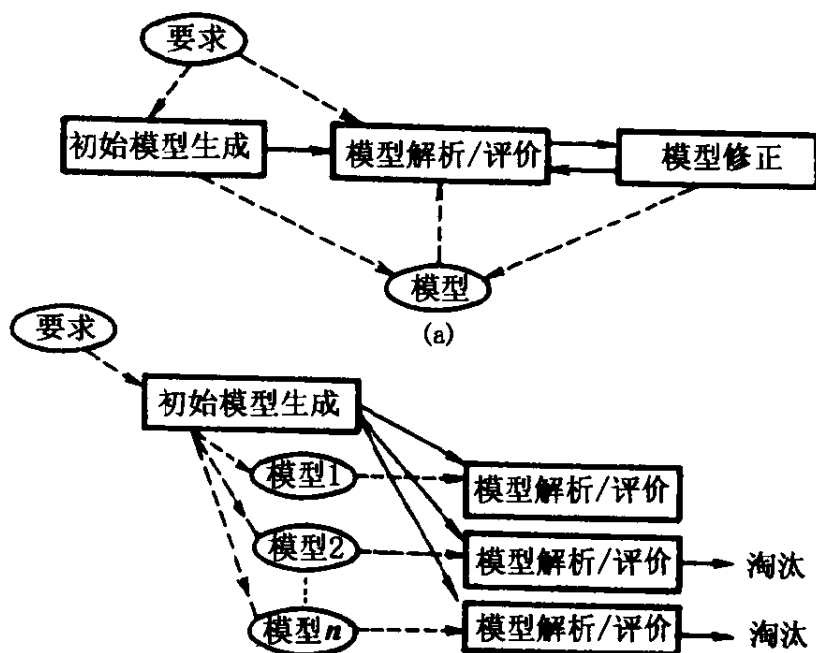 要求
初始模型生成
模型解析/评价
模型修正
模型
(a)
要求
初始模型生成
模型1
模型解析/评价
模型2
模型解析/评价
淘汰
模型n
模型解析/评价
淘汰